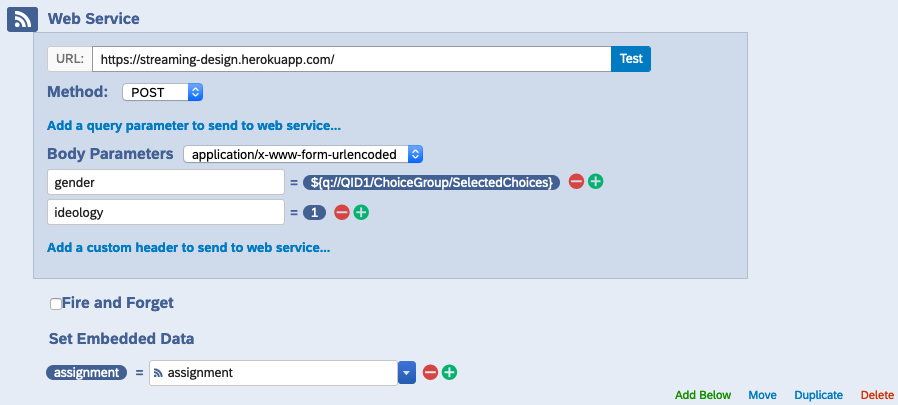 Web Service
URL: https://streaming-design.herokuapp.com/ Test
Method: POST
Add a query parameter to send to web service...
Body Parameters application/x-www-form-urlencoded
gender = ${q://QID1/ChoiceGroup/SelectedChoices}
ideology = 1
Add a custom header to send to web service...
Fire and Forget
Set Embedded Data
assignment = assignment
Add Below Move Duplicate Delete